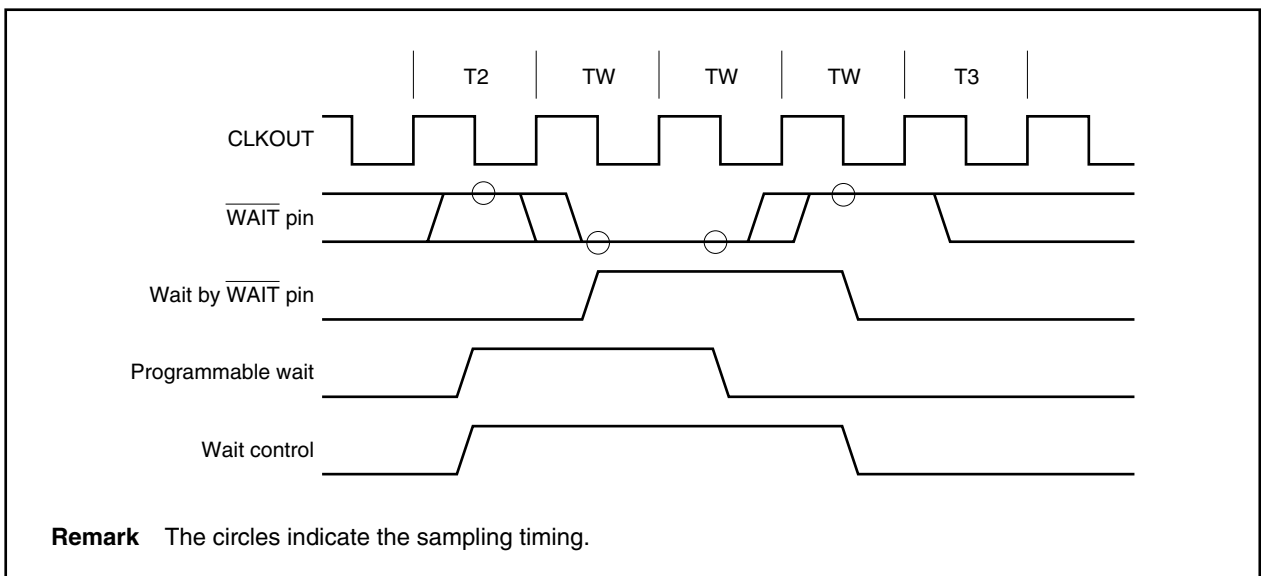 T2 TW TW TW T3
CLKOUT
WAIT pin
Wait by WAIT pin
Programmable wait
Wait control
Remark The circles indicate the sampling timing.